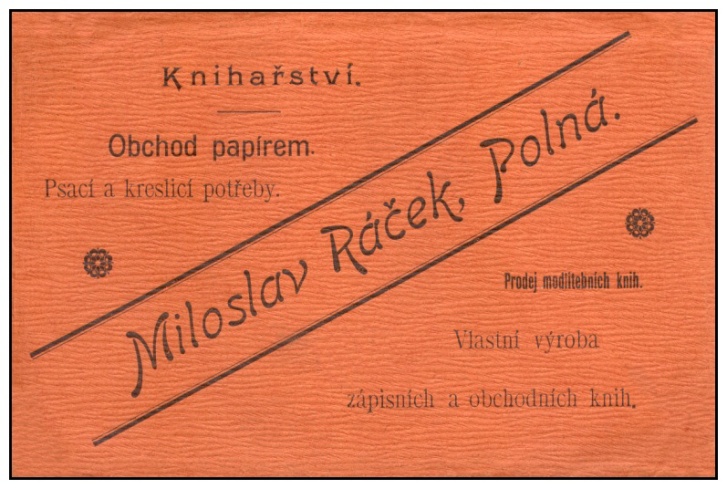 Knihařství.
Obchod papírem.
Psací a kreslicí potřeby.
Miloslav Ráček, Polná.
Prodej modlitebních knih.
Vlastní výroba
zápisních a obchodních knih.